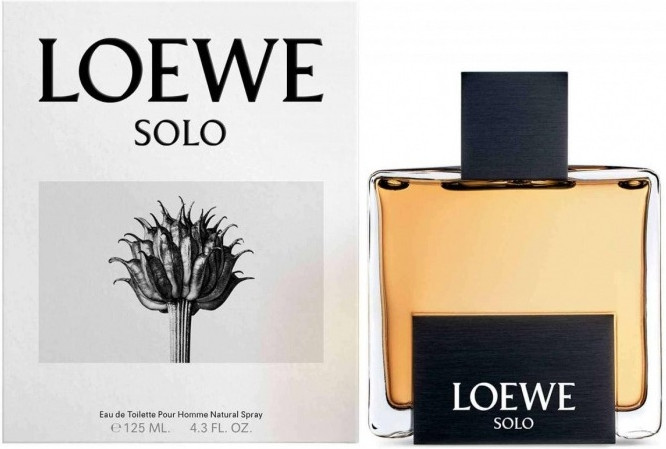 LOEWE
SOLO
Eau de Toilette Pour Homme Natural Spray
℮125 ML. 4.3 FL. OZ.
LOEWE
SOLO